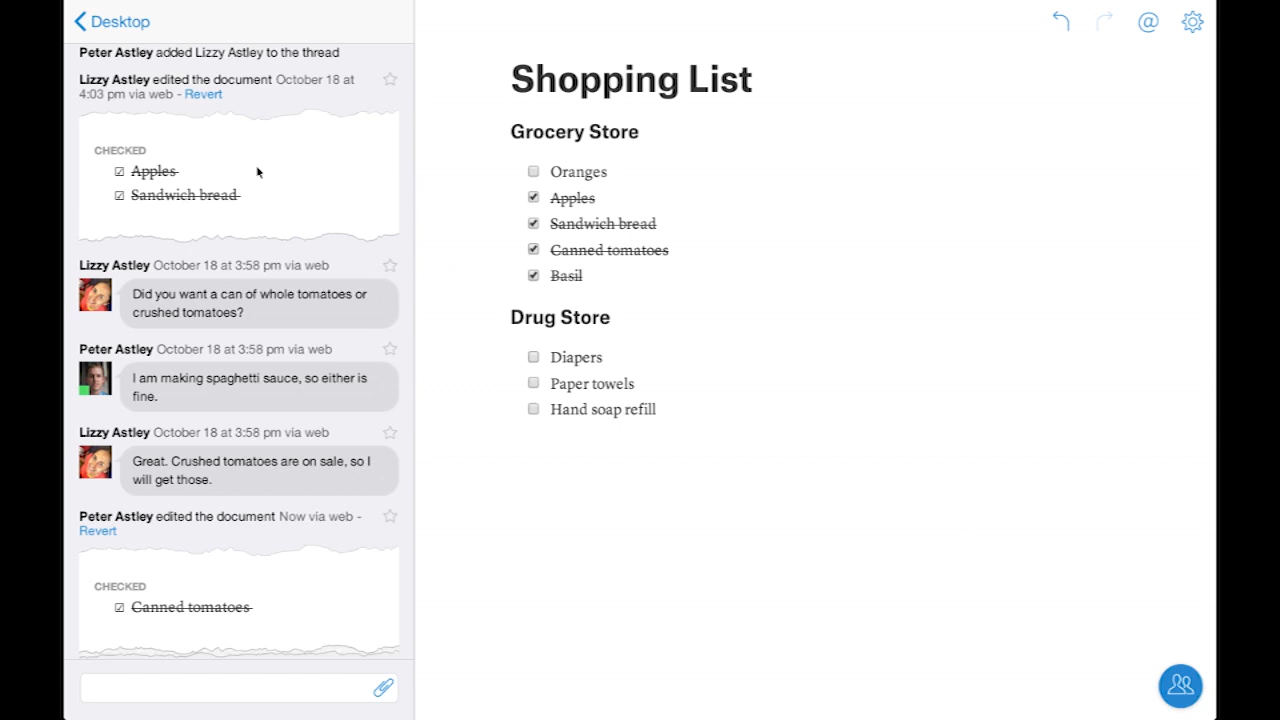 Desktop
Peter Astley added Lizzy Astley to the thread
Lizzy Astley edited the document October 18 at
4:03 pm via web - Revert
CHECKED
Apples
Sandwich bread
Lizzy Astley October 18 at 3:58 pm via web
Did you want a can of whole tomatoes or
crushed tomatoes?
Peter Astley October 18 at 3:58 pm via web
I am making spaghetti sauce, so either is
fine.
Lizzy Astley October 18 at 3:58 pm via web
Great. Crushed tomatoes are on sale, so I
will get those.
Peter Astley edited the document Now via web -
Revert
CHECKED
Canned tomatoes
@
Shopping List
Grocery Store
Oranges
Apples
Sandwich bread
Canned tomatoes
Basil
Drug Store
Diapers
Paper towels
Hand soap refill